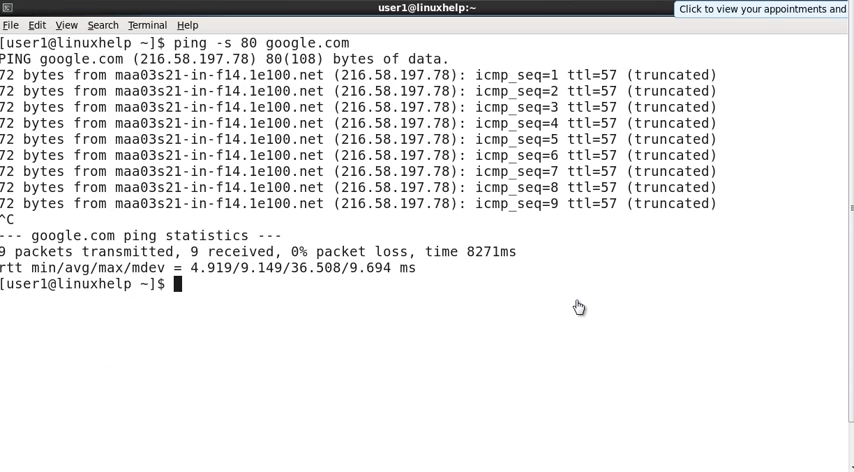 user1@linuxhelp:~
Click to view your appointments and
File Edit View Search Terminal Help
[user1@linuxhelp ~]$ ping -s 80 google.com
PING google.com (216.58.197.78) 80(108) bytes of data.
72 bytes from maa03s21-in-f14.1e100.net (216.58.197.78): icmp_seq=1 ttl=57 (truncated)
72 bytes from maa03s21-in-f14.1e100.net (216.58.197.78): icmp_seq=2 ttl=57 (truncated)
72 bytes from maa03s21-in-f14.1e100.net (216.58.197.78): icmp_seq=3 ttl=57 (truncated)
72 bytes from maa03s21-in-f14.1e100.net (216.58.197.78): icmp_seq=4 ttl=57 (truncated)
72 bytes from maa03s21-in-f14.1e100.net (216.58.197.78): icmp_seq=5 ttl=57 (truncated)
72 bytes from maa03s21-in-f14.1e100.net (216.58.197.78): icmp_seq=6 ttl=57 (truncated)
72 bytes from maa03s21-in-f14.1e100.net (216.58.197.78): icmp_seq=7 ttl=57 (truncated)
72 bytes from maa03s21-in-f14.1e100.net (216.58.197.78): icmp_seq=8 ttl=57 (truncated)
72 bytes from maa03s21-in-f14.1e100.net (216.58.197.78): icmp_seq=9 ttl=57 (truncated)
^C
--- google.com ping statistics ---
9 packets transmitted, 9 received, 0% packet loss, time 8271ms
rtt min/avg/max/mdev = 4.919/9.149/36.508/9.694 ms
[user1@linuxhelp ~]$